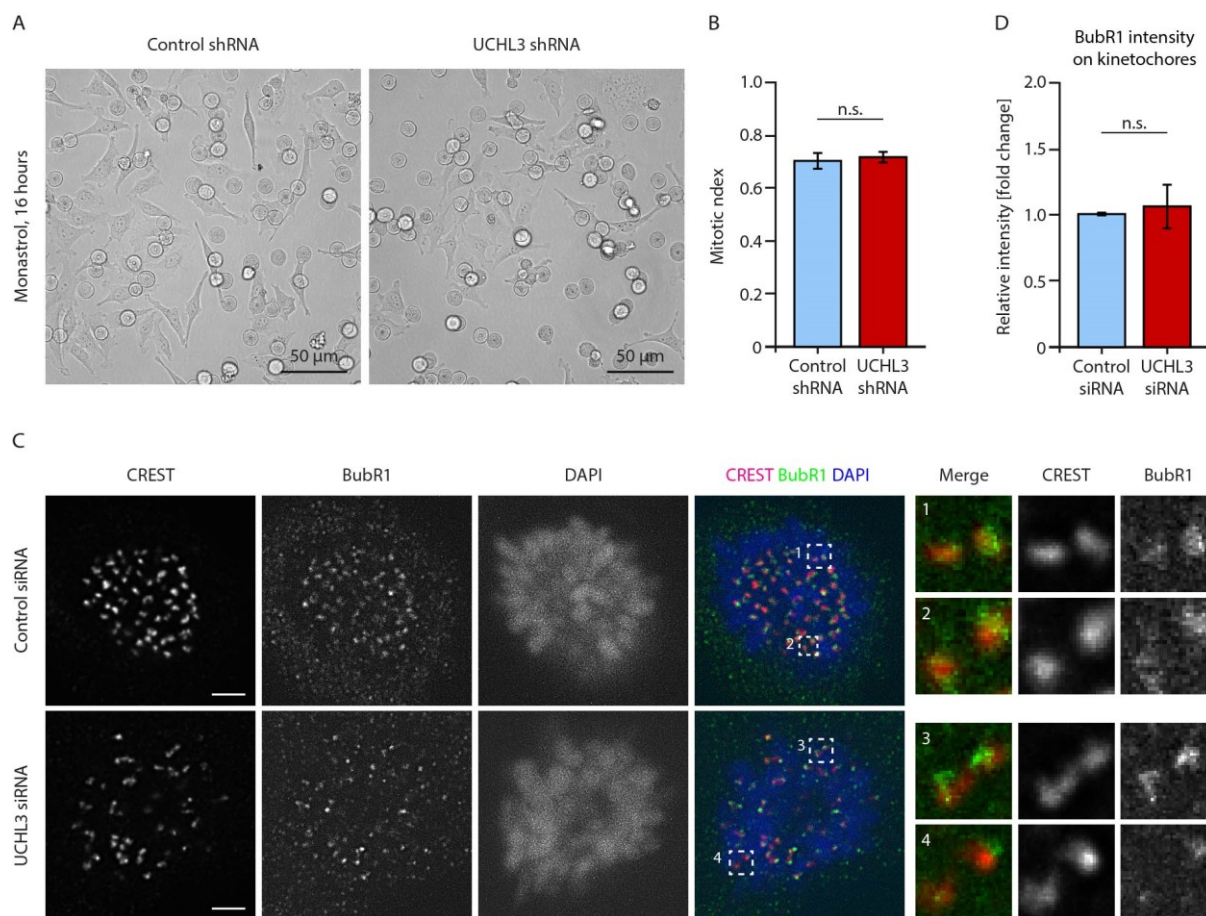 A
Control shRNA
UCHL3 shRNA
Monastrol, 16 hours
50 µm
50 µm
B
1.0
0.8
0.6
0.4
0.2
0
Mitotic ndex
n.s.
Control
shRNA
UCHL3
shRNA
D
BubR1 intensity
on kinetochores
2.0
1.5
1.0
0.5
0
Relative intensity [fold change]
n.s.
Control
siRNA
UCHL3
siRNA
C
CREST
BubR1
DAPI
CREST BubR1 DAPI
Merge
CREST
BubR1
Control siRNA
1
2
1
2
UCHL3 siRNA
3
4
3
4